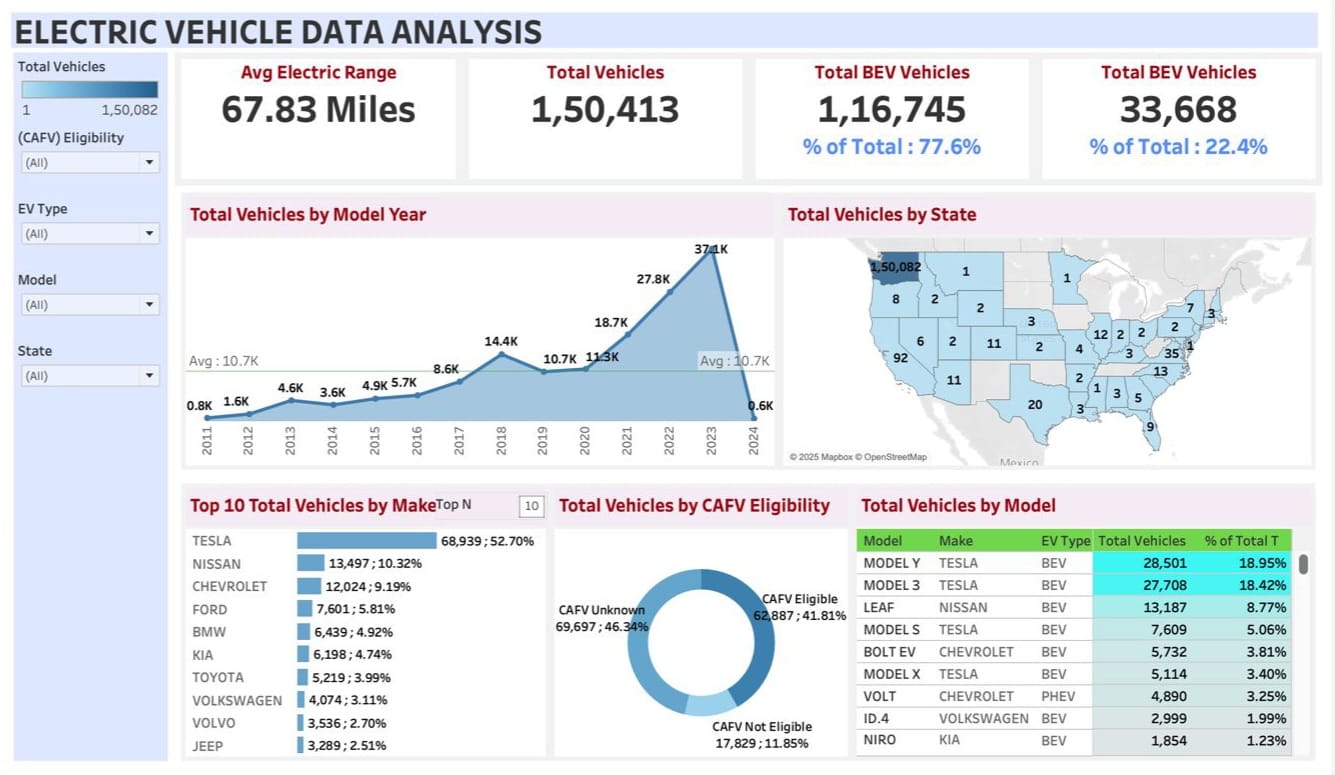 ELECTRIC VEHICLE DATA ANALYSIS
Total Vehicles
1 1,50,082
(CAFV) Eligibility
(All)
EV Type
(All)
Model
(All)
State
(All)
Avg Electric Range
67.83 Miles
Total Vehicles
1,50,413
Total BEV Vehicles
1,16,745
% of Total : 77.6%
Total BEV Vehicles
33,668
% of Total : 22.4%
Total Vehicles by Model Year
37.1K
27.8K
18.7K
14.4K
10.7K 11.3K
8.6K
4.6K 3.6K 4.9K 5.7K
0.8K 1.6K
0.6K
Avg : 10.7K Avg : 10.7K
2011 2012 2013 2014 2015 2016 2017 2018 2019 2020 2021 2022 2023 2024
Total Vehicles by State
1,50,082 1 1
8 2 2 7 3
3 12 2 2 2
92 6 2 11 2 4 3 35 1
11 2 13
20 3 1 3 5
9
Mexico
© 2025 Mapbox © OpenStreetMap
Top 10 Total Vehicles by Make Top N 10
TESLA 68,939 ; 52.70%
NISSAN 13,497 ; 10.32%
CHEVROLET 12,024 ; 9.19%
FORD 7,601 ; 5.81%
BMW 6,439 ; 4.92%
KIA 6,198 ; 4.74%
TOYOTA 5,219 ; 3.99%
VOLKSWAGEN 4,074 ; 3.11%
VOLVO 3,536 ; 2.70%
JEEP 3,289 ; 2.51%
Total Vehicles by CAFV Eligibility
CAFV Eligible
62,887 ; 41.81%
CAFV Unknown
69,697 ; 46.34%
CAFV Not Eligible
17,829 ; 11.85%
Total Vehicles by Model
Model Make EV Type Total Vehicles % of Total T
MODEL Y TESLA BEV 28,501 18.95%
MODEL 3 TESLA BEV 27,708 18.42%
LEAF NISSAN BEV 13,187 8.77%
MODEL S TESLA BEV 7,609 5.06%
BOLT EV CHEVROLET BEV 5,732 3.81%
MODEL X TESLA BEV 5,114 3.40%
VOLT CHEVROLET PHEV 4,890 3.25%
ID.4 VOLKSWAGEN BEV 2,999 1.99%
NIRO KIA BEV 1,854 1.23%